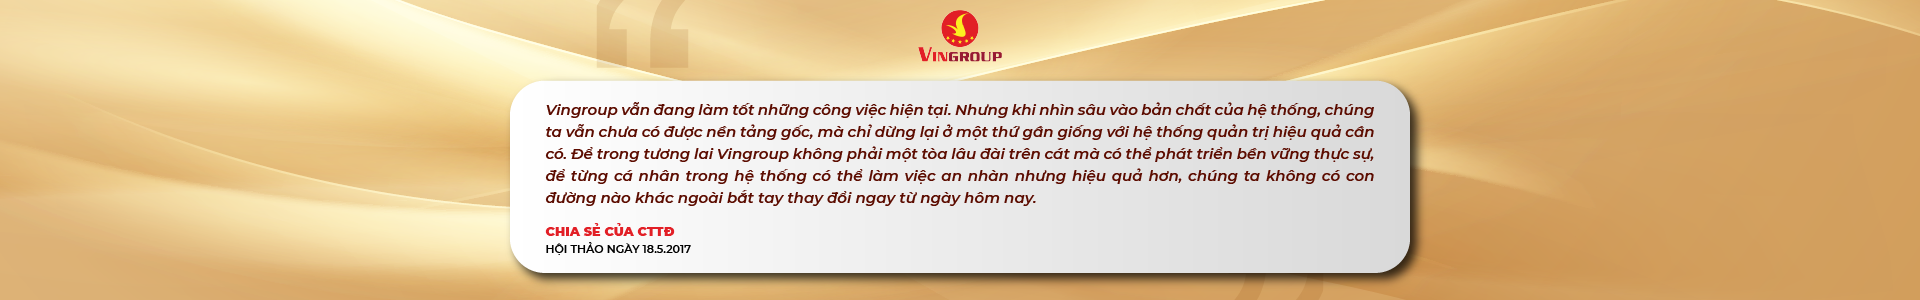 VINGROUP
Vingroup vẫn đang làm tốt những công việc hiện tại. Nhưng khi nhìn sâu vào bản chất của hệ thống, chúng
ta vẫn chưa có được nền tảng gốc, mà chỉ dừng lại ở một thứ gần giống với hệ thống quản trị hiệu quả cần
có. Để trong tương lai Vingroup không phải một tòa lâu đài trên cát mà có thể phát triển bền vững thực sự,
để từng cá nhân trong hệ thống có thể làm việc an nhàn nhưng hiệu quả hơn, chúng ta không có con
đường nào khác ngoài bắt tay thay đổi ngay từ ngày hôm nay.
CHIA SẺ CỦA CTTĐ
HỘI THẢO NGÀY 18.5.2017